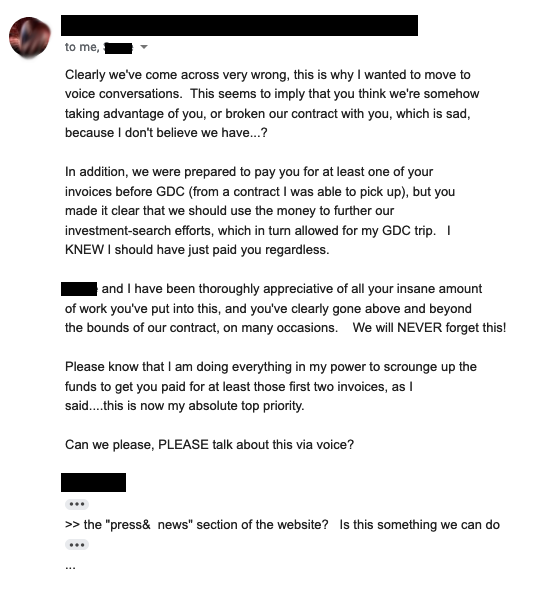 to me,
Clearly we've come across very wrong, this is why I wanted to move to
voice conversations.  This seems to imply that you think we're somehow
taking advantage of you, or broken our contract with you, which is sad,
because I don't believe we have...?
In addition, we were prepared to pay you for at least one of your
invoices before GDC (from a contract I was able to pick up), but you
made it clear that we should use the money to further our
investment-search efforts, which in turn allowed for my GDC trip.   I
KNEW I should have just paid you regardless.
and I have been thoroughly appreciative of all your insane amount
of work you've put into this, and you've clearly gone above and beyond
the bounds of our contract, on many occasions.    We will NEVER forget this!
Please know that I am doing everything in my power to scrounge up the
funds to get you paid for at least those first two invoices, as I
said....this is now my absolute top priority.
Can we please, PLEASE talk about this via voice?
•••
>> the "press&  news" section of the website?   Is this something we can do
•••
...